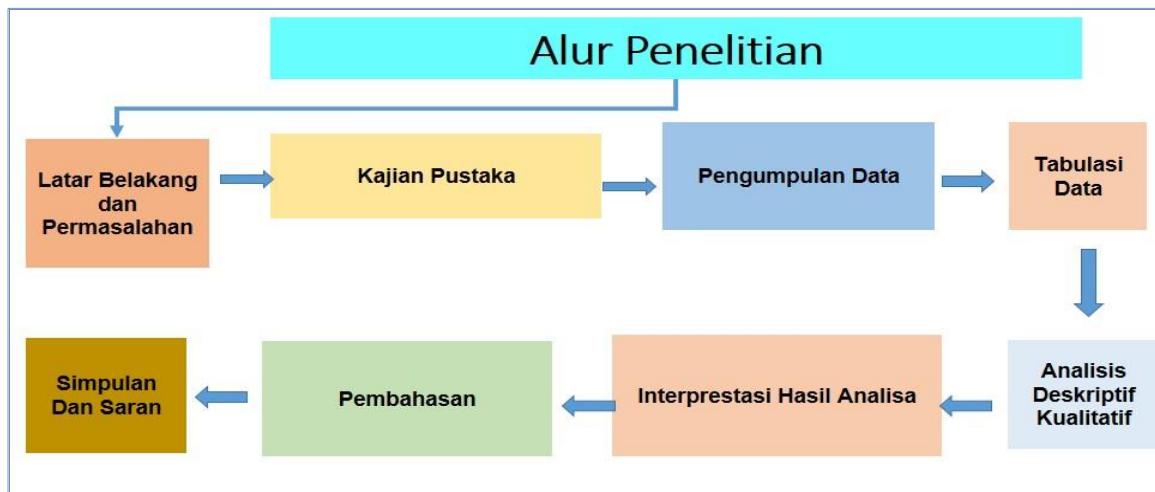 Alur Penelitian
Latar Belakang
dan
Permasalahan
Kajian Pustaka
Pengumpulan Data
Tabulasi
Data
Analisis
Deskriptif
Kualitatif
Interprestasi Hasil Analisa
Pembahasan
Simpulan
Dan Saran